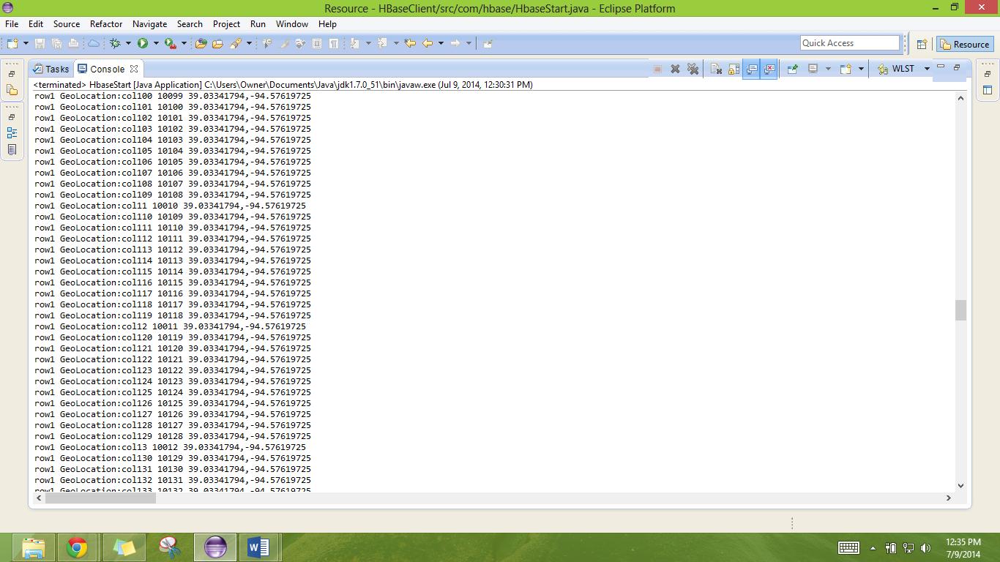 Resource - HBaseClient/src/com/hbase/HbaseStart.java - Eclipse Platform
File Edit Source Refactor Navigate Search Project Run Window Help
Quick Access
Resource
Tasks Console
WLST
<terminated> HbaseStart [Java Application] C:\Users\Owner\Documents\Java\jdk1.7.0_51\bin\javaw.exe (Jul 9, 2014, 12:30:31 PM)
row1 GeoLocation:col100 10099 39.03341794,-94.57619725
row1 GeoLocation:col101 10100 39.03341794,-94.57619725
row1 GeoLocation:col102 10101 39.03341794,-94.57619725
row1 GeoLocation:col103 10102 39.03341794,-94.57619725
row1 GeoLocation:col104 10103 39.03341794,-94.57619725
row1 GeoLocation:col105 10104 39.03341794,-94.57619725
row1 GeoLocation:col106 10105 39.03341794,-94.57619725
row1 GeoLocation:col107 10106 39.03341794,-94.57619725
row1 GeoLocation:col108 10107 39.03341794,-94.57619725
row1 GeoLocation:col109 10108 39.03341794,-94.57619725
row1 GeoLocation:col11 10010 39.03341794,-94.57619725
row1 GeoLocation:col110 10109 39.03341794,-94.57619725
row1 GeoLocation:col111 10110 39.03341794,-94.57619725
row1 GeoLocation:col112 10111 39.03341794,-94.57619725
row1 GeoLocation:col113 10112 39.03341794,-94.57619725
row1 GeoLocation:col114 10113 39.03341794,-94.57619725
row1 GeoLocation:col115 10114 39.03341794,-94.57619725
row1 GeoLocation:col116 10115 39.03341794,-94.57619725
row1 GeoLocation:col117 10116 39.03341794,-94.57619725
row1 GeoLocation:col118 10117 39.03341794,-94.57619725
row1 GeoLocation:col119 10118 39.03341794,-94.57619725
row1 GeoLocation:col12 10011 39.03341794,-94.57619725
row1 GeoLocation:col120 10119 39.03341794,-94.57619725
row1 GeoLocation:col121 10120 39.03341794,-94.57619725
row1 GeoLocation:col122 10121 39.03341794,-94.57619725
row1 GeoLocation:col123 10122 39.03341794,-94.57619725
row1 GeoLocation:col124 10123 39.03341794,-94.57619725
row1 GeoLocation:col125 10124 39.03341794,-94.57619725
row1 GeoLocation:col126 10125 39.03341794,-94.57619725
row1 GeoLocation:col127 10126 39.03341794,-94.57619725
row1 GeoLocation:col128 10127 39.03341794,-94.57619725
row1 GeoLocation:col129 10128 39.03341794,-94.57619725
row1 GeoLocation:col13 10012 39.03341794,-94.57619725
row1 GeoLocation:col130 10129 39.03341794,-94.57619725
row1 GeoLocation:col131 10130 39.03341794,-94.57619725
row1 GeoLocation:col132 10131 39.03341794,-94.57619725
row1 GeoLocation:col133 10132 39.03341794,-94.57619725
12:35 PM
7/9/2014